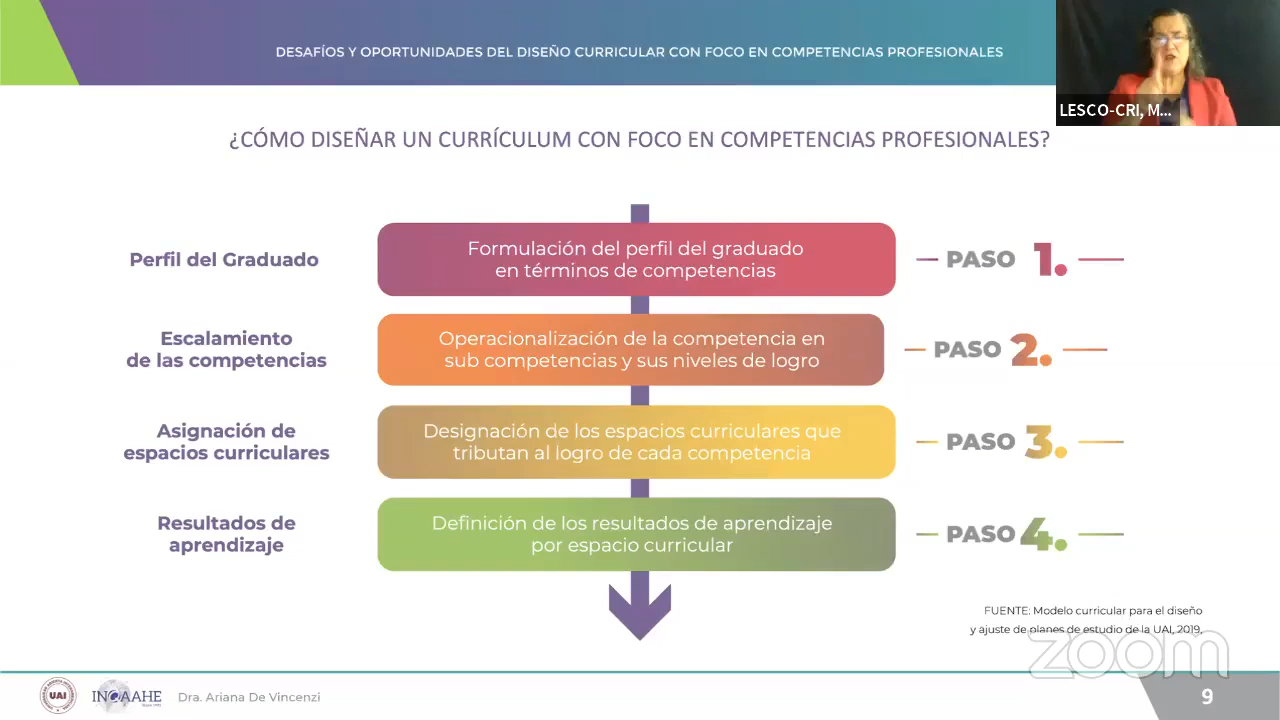 DESAFÍOS Y OPORTUNIDADES DEL DISEÑO CURRICULAR CON FOCO EN COMPETENCIAS PROFESIONALES
LESCO-CRI, M...
¿CÓMO DISEÑAR UN CURRÍCULUM CON FOCO EN COMPETENCIAS PROFESIONALES?
Perfil del Graduado
Formulación del perfil del graduado
en términos de competencias
PASO 1.
Escalamiento
de las competencias
Operacionalización de la competencia en
sub competencias y sus niveles de logro
PASO 2.
Asignación de
espacios curriculares
Designación de los espacios curriculares que
tributan al logro de cada competencia
PASO 3.
Resultados de
aprendizaje
Definición de los resultados de aprendizaje
por espacio curricular
PASO 4.
FUENTE: Modelo curricular para el diseño
y ajuste de planes de estudio de la UAI, 2019,
zoom
UAI
INQAAHE
Dra. Ariana De Vincenzi
9